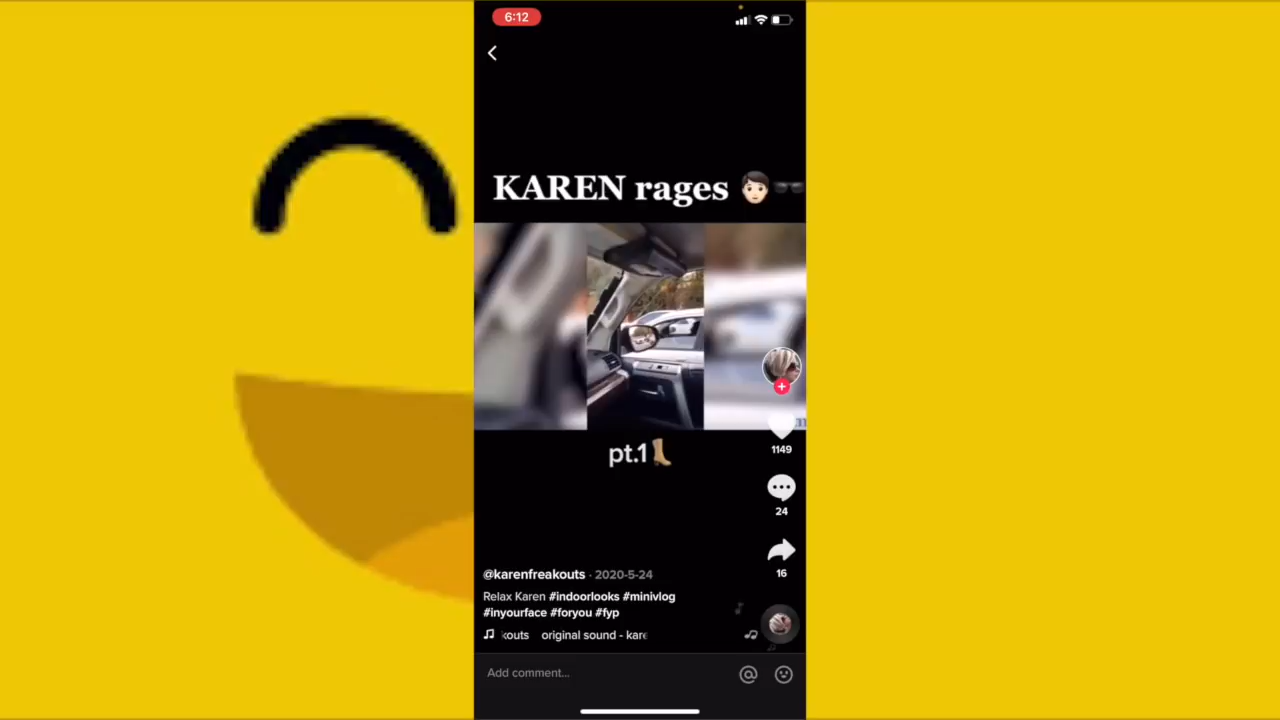 6:12
KAREN rages
pt.1
1149
24
16
@karenfreakouts · 2020-5-24
Relax Karen #indoorlooks #minivlog
#inyourface #foryou #fyp
kouts original sound - kare
Add comment...